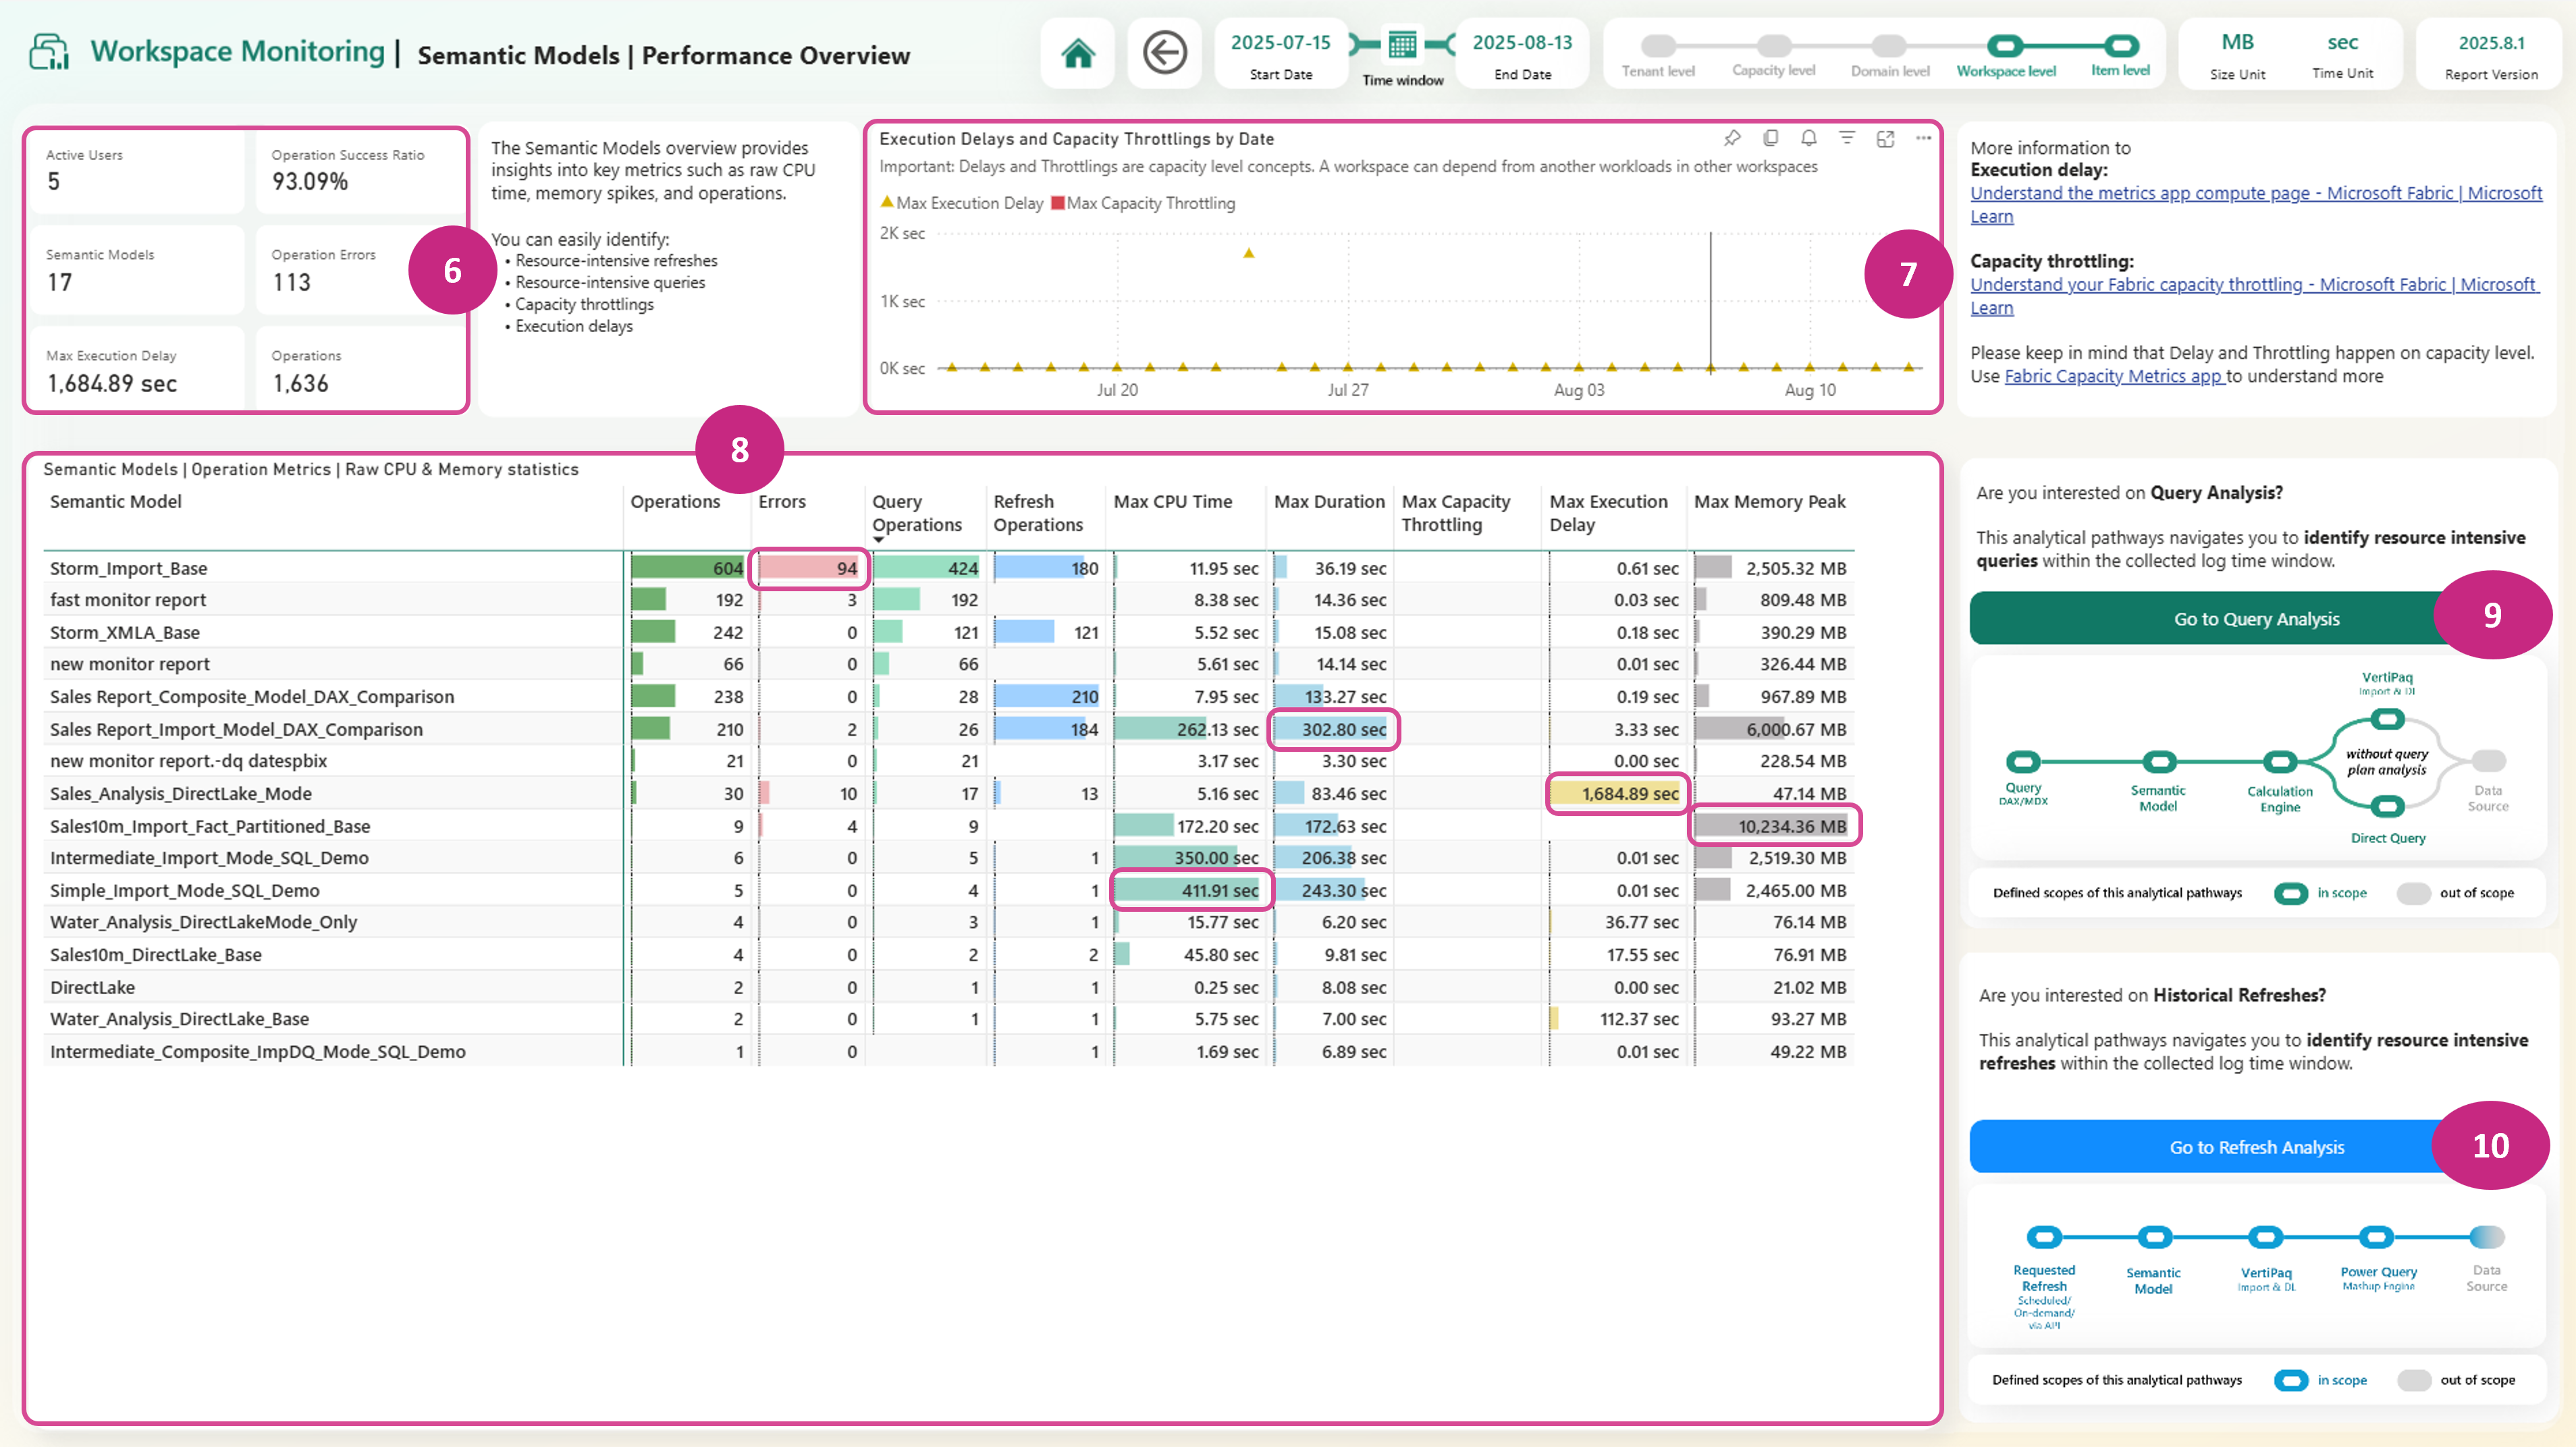 Workspace Monitoring | Semantic Models | Performance Overview
2025-07-15
Start Date
Time window
2025-08-13
End Date
Tenant level
Capacity level
Domain level
Workspace level
Item level
MB
Size Unit
sec
Time Unit
2025.8.1
Report Version
Active Users
5
Operation Success Ratio
93.09%
Semantic Models
17
Operation Errors
113
Max Execution Delay
1,684.89 sec
Operations
1,636
6
The Semantic Models overview provides
insights into key metrics such as raw CPU
time, memory spikes, and operations.
You can easily identify:
• Resource-intensive refreshes
• Resource-intensive queries
• Capacity throttlings
• Execution delays
Execution Delays and Capacity Throttlings by Date
Important: Delays and Throttlings are capacity level concepts. A workspace can depend from another workloads in other workspaces
Max Execution Delay Max Capacity Throttling
2K sec
1K sec
0K sec
Jul 20 Jul 27 Aug 03 Aug 10
7
More information to
Execution delay:
Understand the metrics app compute page - Microsoft Fabric | Microsoft
Learn
Capacity throttling:
Understand your Fabric capacity throttling - Microsoft Fabric | Microsoft
Learn
Please keep in mind that Delay and Throttling happen on capacity level.
Use Fabric Capacity Metrics app to understand more
8
Semantic Models | Operation Metrics | Raw CPU & Memory statistics
Semantic Model Operations Errors Query Operations Refresh Operations Max CPU Time Max Duration Max Capacity Throttling Max Execution Delay Max Memory Peak
Storm_Import_Base 604 94 424 180 11.95 sec 36.19 sec 0.61 sec 2,505.32 MB
fast monitor report 192 3 192 8.38 sec 14.36 sec 0.03 sec 809.48 MB
Storm_XMLA_Base 242 0 121 121 5.52 sec 15.08 sec 0.18 sec 390.29 MB
new monitor report 66 0 66 5.61 sec 14.14 sec 0.01 sec 326.44 MB
Sales Report_Composite_Model_DAX_Comparison 238 0 28 210 7.95 sec 133.27 sec 0.19 sec 967.89 MB
Sales Report_Import_Model_DAX_Comparison 210 2 26 184 262.13 sec 302.80 sec 3.33 sec 6,000.67 MB
new monitor report.-dq datespbix 21 0 21 3.17 sec 3.30 sec 0.00 sec 228.54 MB
Sales_Analysis_DirectLake_Mode 30 10 17 13 5.16 sec 83.46 sec 1,684.89 sec 47.14 MB
Sales10m_Import_Fact_Partitioned_Base 9 4 9 172.20 sec 172.63 sec 10,234.36 MB
Intermediate_Import_Mode_SQL_Demo 6 0 5 1 350.00 sec 206.38 sec 0.01 sec 2,519.30 MB
Simple_Import_Mode_SQL_Demo 5 0 4 1 411.91 sec 243.30 sec 0.01 sec 2,465.00 MB
Water_Analysis_DirectLakeMode_Only 4 0 3 1 15.77 sec 6.20 sec 36.77 sec 76.14 MB
Sales10m_DirectLake_Base 4 0 2 2 45.80 sec 9.81 sec 17.55 sec 76.91 MB
DirectLake 2 0 1 1 0.25 sec 8.08 sec 0.00 sec 21.02 MB
Water_Analysis_DirectLake_Base 2 0 1 1 5.75 sec 7.00 sec 112.37 sec 93.27 MB
Intermediate_Composite_ImpDQ_Mode_SQL_Demo 1 0 1 1.69 sec 6.89 sec 0.01 sec 49.22 MB
Are you interested on Query Analysis?
This analytical pathways navigates you to identify resource intensive
queries within the collected log time window.
Go to Query Analysis
9
VertiPaq
Import & DL
without query
plan analysis
Query
DAX/MDX
Semantic
Model
Calculation
Engine
Data
Source
Direct Query
Defined scopes of this analytical pathways in scope out of scope
Are you interested on Historical Refreshes?
This analytical pathways navigates you to identify resource intensive
refreshes within the collected log time window.
Go to Refresh Analysis
10
Requested
Refresh
Scheduled/
On-demand/
via API
Semantic
Model
VertiPaq
Import & DL
Power Query
Mashup Engine
Data
Source
Defined scopes of this analytical pathways in scope out of scope